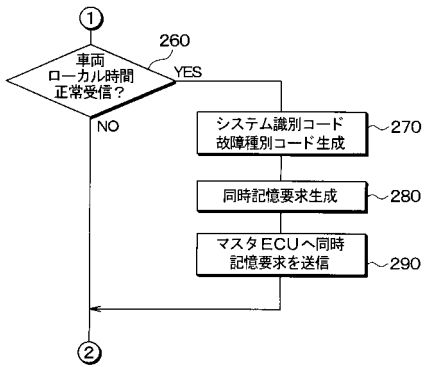 ①
車両
ローカル時間
正常受信？
260
YES
NO
システム識別コード
故障種別コード生成
270
同時記憶要求生成
280
マスタECUへ同時
記憶要求を送信
290
②